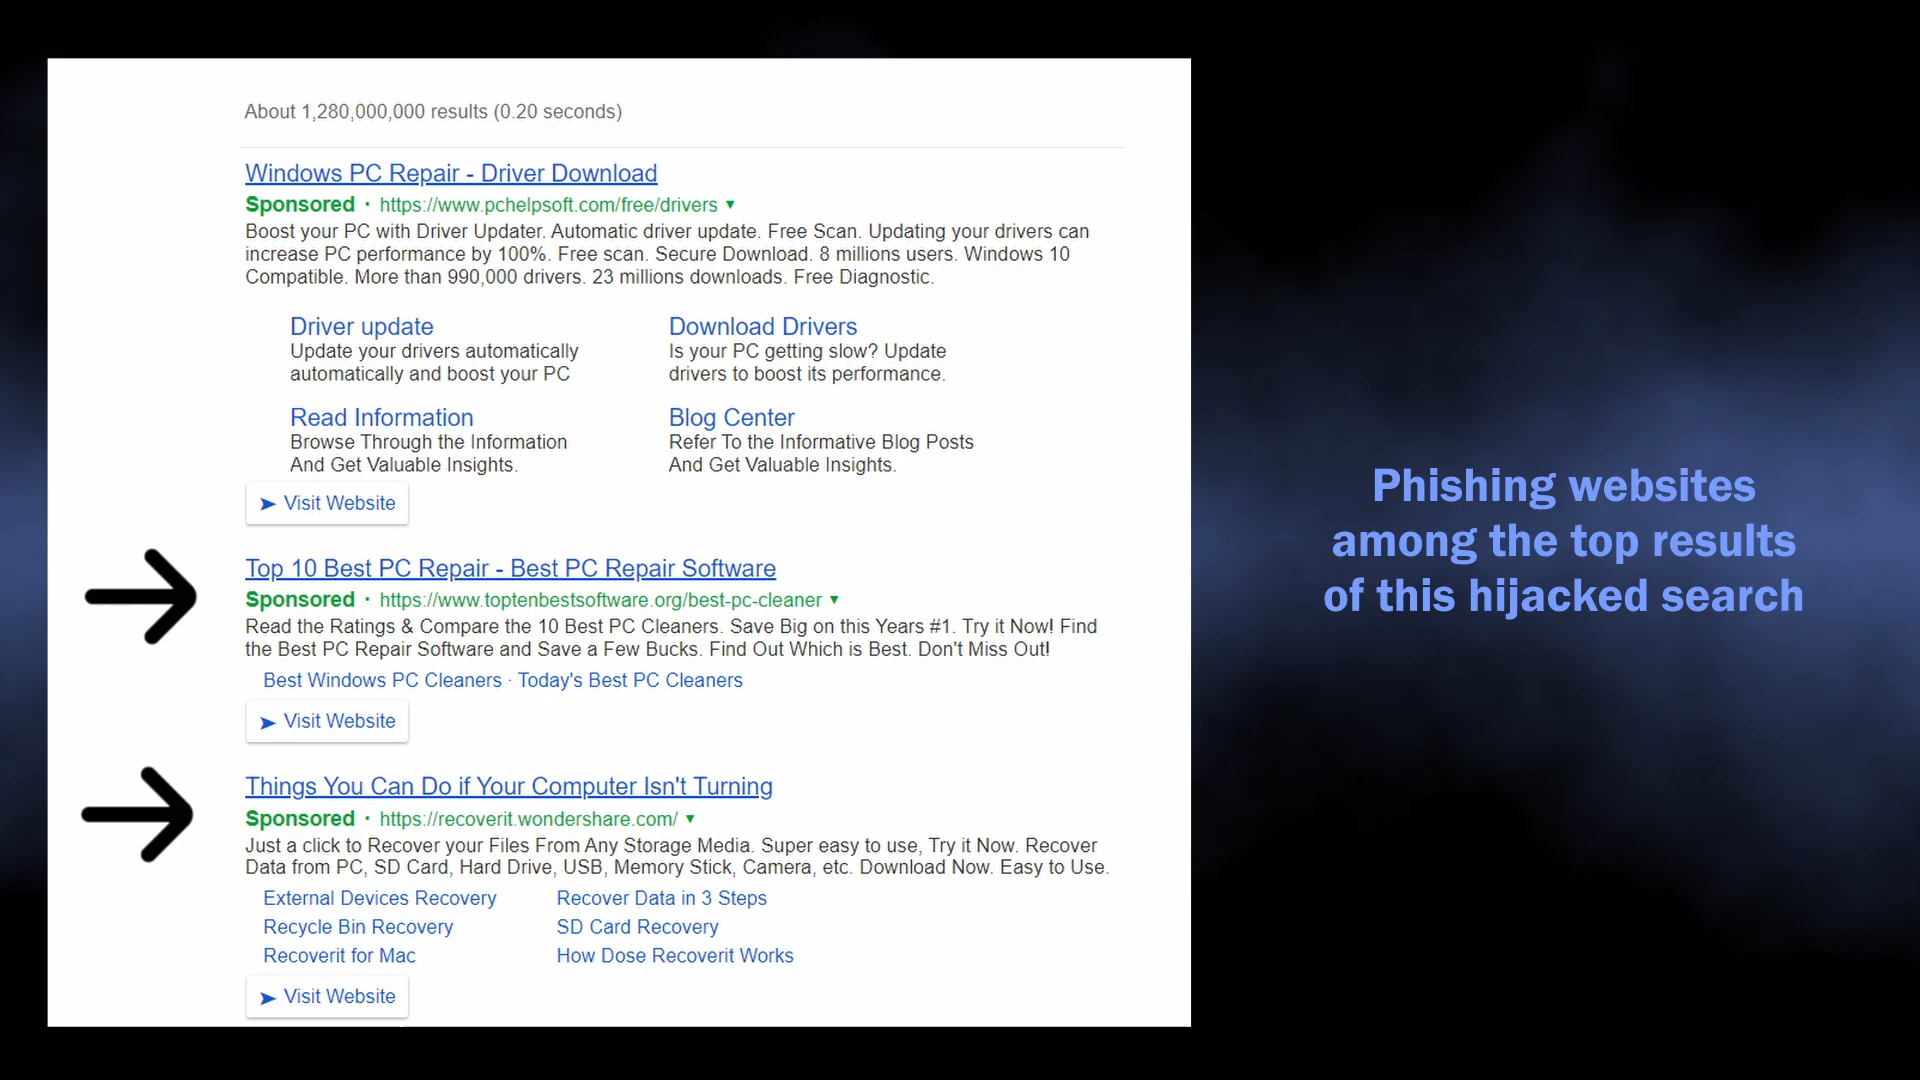 About 1,280,000,000 results (0.20 seconds)
Windows PC Repair - Driver Download
Sponsored · https://www.pchelpsoft.com/free/drivers ▼
Boost your PC with Driver Updater. Automatic driver update. Free Scan. Updating your drivers can
increase PC performance by 100%. Free scan. Secure Download. 8 millions users. Windows 10
Compatible. More than 990,000 drivers. 23 millions downloads. Free Diagnostic.
Driver update
Update your drivers automatically
automatically and boost your PC
Download Drivers
Is your PC getting slow? Update
drivers to boost its performance.
Read Information
Browse Through the Information
And Get Valuable Insights.
Blog Center
Refer To the Informative Blog Posts
And Get Valuable Insights.
➤ Visit Website
Top 10 Best PC Repair - Best PC Repair Software
Sponsored · https://www.toptenbestsoftware.org/best-pc-cleaner ▼
Read the Ratings & Compare the 10 Best PC Cleaners. Save Big on this Years #1. Try it Now! Find
the Best PC Repair Software and Save a Few Bucks. Find Out Which is Best. Don't Miss Out!
Best Windows PC Cleaners · Today's Best PC Cleaners
➤ Visit Website
Things You Can Do if Your Computer Isn't Turning
Sponsored · https://recoverit.wondershare.com/ ▼
Just a click to Recover your Files From Any Storage Media. Super easy to use, Try it Now. Recover
Data from PC, SD Card, Hard Drive, USB, Memory Stick, Camera, etc. Download Now. Easy to Use.
External Devices Recovery
Recover Data in 3 Steps
Recycle Bin Recovery
SD Card Recovery
Recoverit for Mac
How Dose Recoverit Works
➤ Visit Website
Phishing websites
among the top results
of this hijacked search